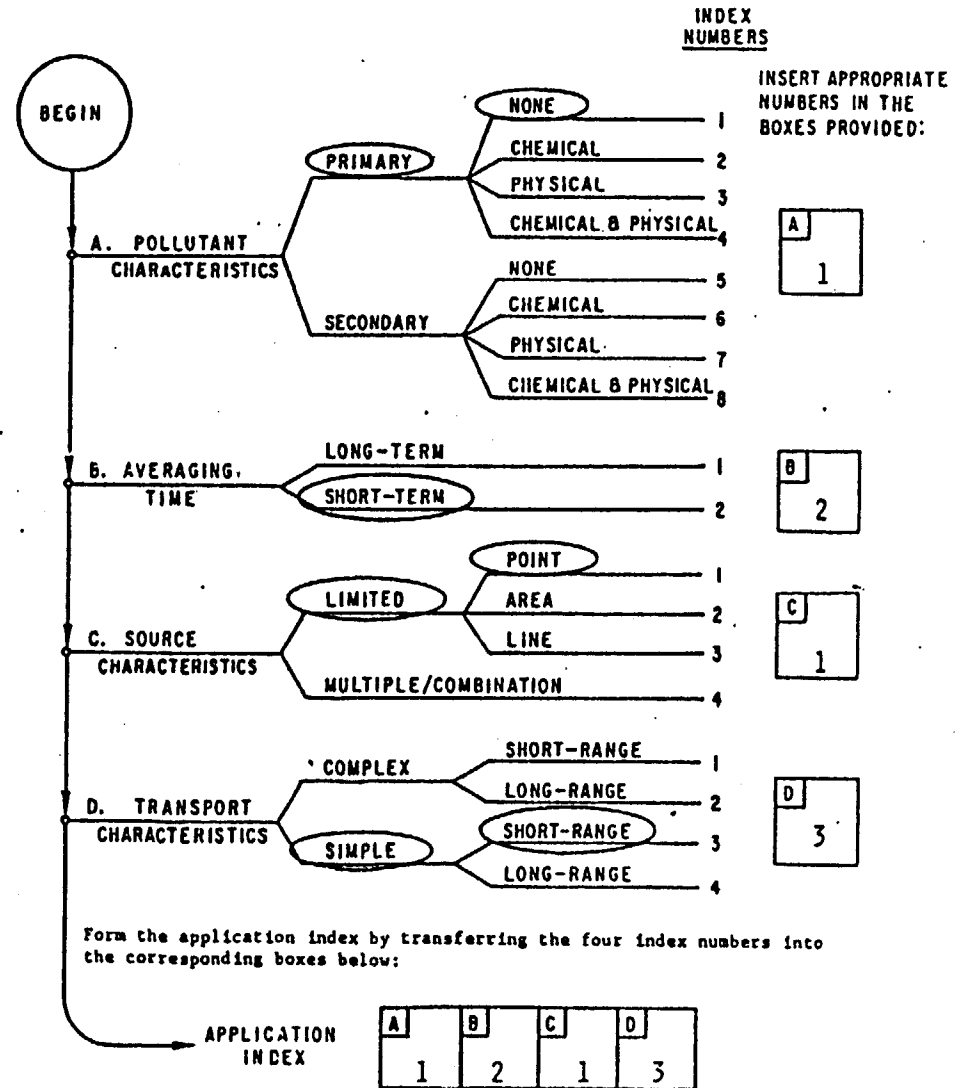 INDEX
NUMBERS
INSERT APPROPRIATE
NUMBERS IN THE
BOXES PROVIDED:
BEGIN
NONE 1
PRIMARY
CHEMICAL 2
PHYSICAL 3
CHEMICAL & PHYSICAL 4
A. POLLUTANT
CHARACTERISTICS
A
1
NONE 5
SECONDARY
CHEMICAL 6
PHYSICAL 7
CHEMICAL & PHYSICAL 8
LONG-TERM 1
B. AVERAGING
TIME
SHORT-TERM 2
B
2
POINT 1
LIMITED
AREA 2
LINE 3
C. SOURCE
CHARACTERISTICS
MULTIPLE/COMBINATION 4
C
1
SHORT-RANGE 1
COMPLEX
LONG-RANGE 2
D. TRANSPORT
CHARACTERISTICS
SHORT-RANGE 3
SIMPLE
LONG-RANGE 4
D
3
Form the application index by transferring the four index numbers into
the corresponding boxes below:
APPLICATION
INDEX
A B C D
1 2 1 3